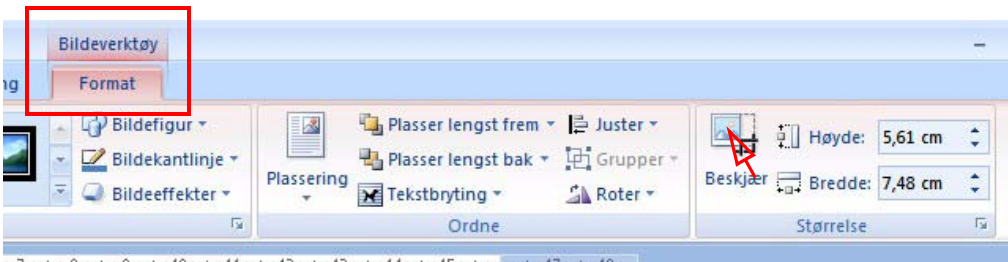 Bildeverktøy
ng Format
Bildefigur
Bildekantlinje
Bildeeffekter
Plassering
Plasser lengst frem
Plasser lengst bak
Tekstbryting
Juster
Grupper
Roter
Ordne
Beskjær
Høyde: 5,61 cm
Bredde: 7,48 cm
Størrelse